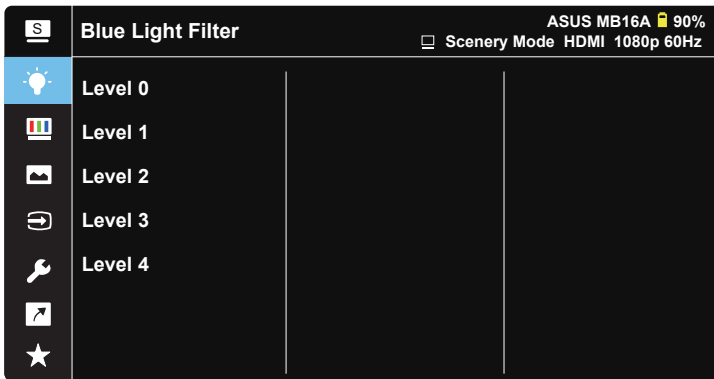 S
Blue Light Filter
ASUS MB16A 90%
Scenery Mode HDMI 1080p 60Hz
Level 0
Level 1
Level 2
Level 3
Level 4